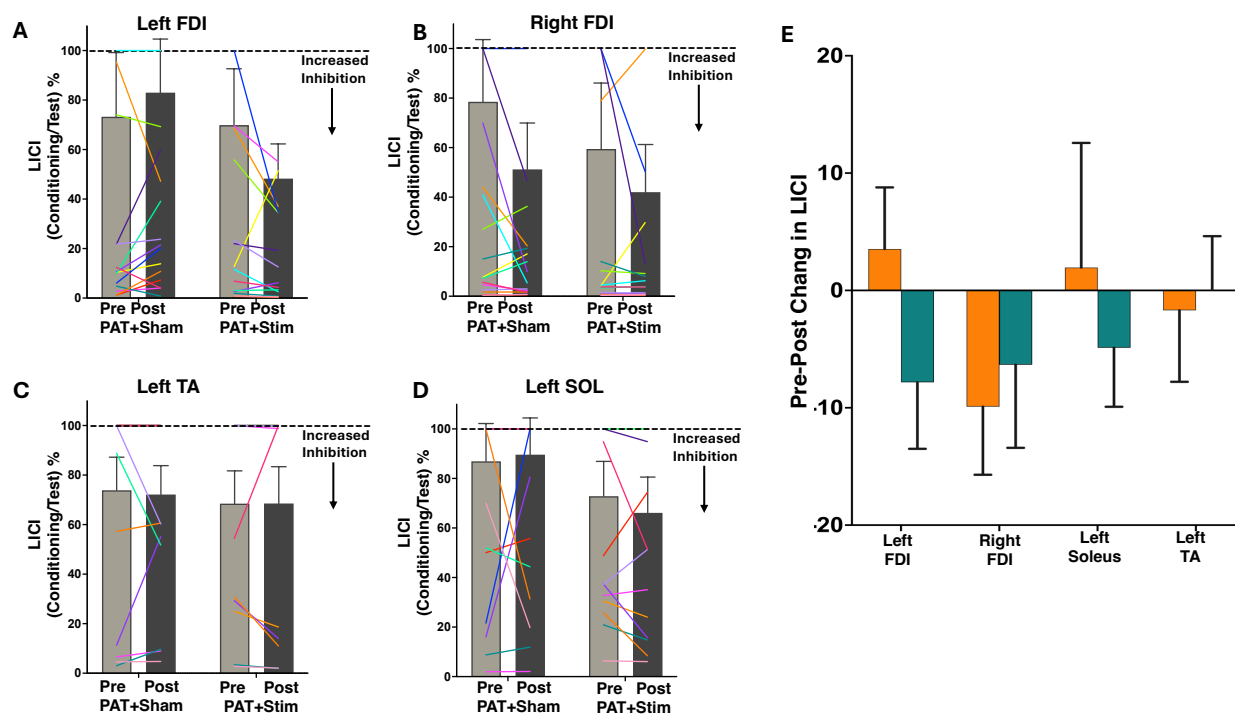 A
Left FDI
LICI
(Conditioning/Test) %
100
80
60
40
20
0
Increased
Inhibition
Pre Post
PAT+Sham
Pre Post
PAT+Stim
B
Right FDI
LICI
(Conditioning/Test) %
100
80
60
40
20
0
Increased
Inhibition
Pre Post
PAT+Sham
Pre Post
PAT+Stim
C
Left TA
LICI
(Conditioning/Test) %
100
80
60
40
20
0
Increased
Inhibition
Pre Post
PAT+Sham
Pre Post
PAT+Stim
D
Left SOL
LICI
(Conditioning/Test) %
100
80
60
40
20
0
Increased
Inhibition
Pre Post
PAT+Sham
Pre Post
PAT+Stim
E
Pre-Post Chang in LICI
20
10
0
-10
-20
Left
FDI
Right
FDI
Left
Soleus
Left
TA